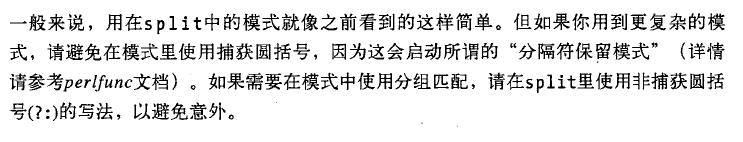 一般来说，用在split中的模式就像之前看到的这样简单。但如果你用到更复杂的模
式，请避免在模式里使用捕获圆括号，因为这会启动所谓的“分隔符保留模式”（详情
请参考perlfunc文档）。如果需要在模式中使用分组匹配，请在split里使用非捕获圆括
号(?:)的写法，以避免意外。